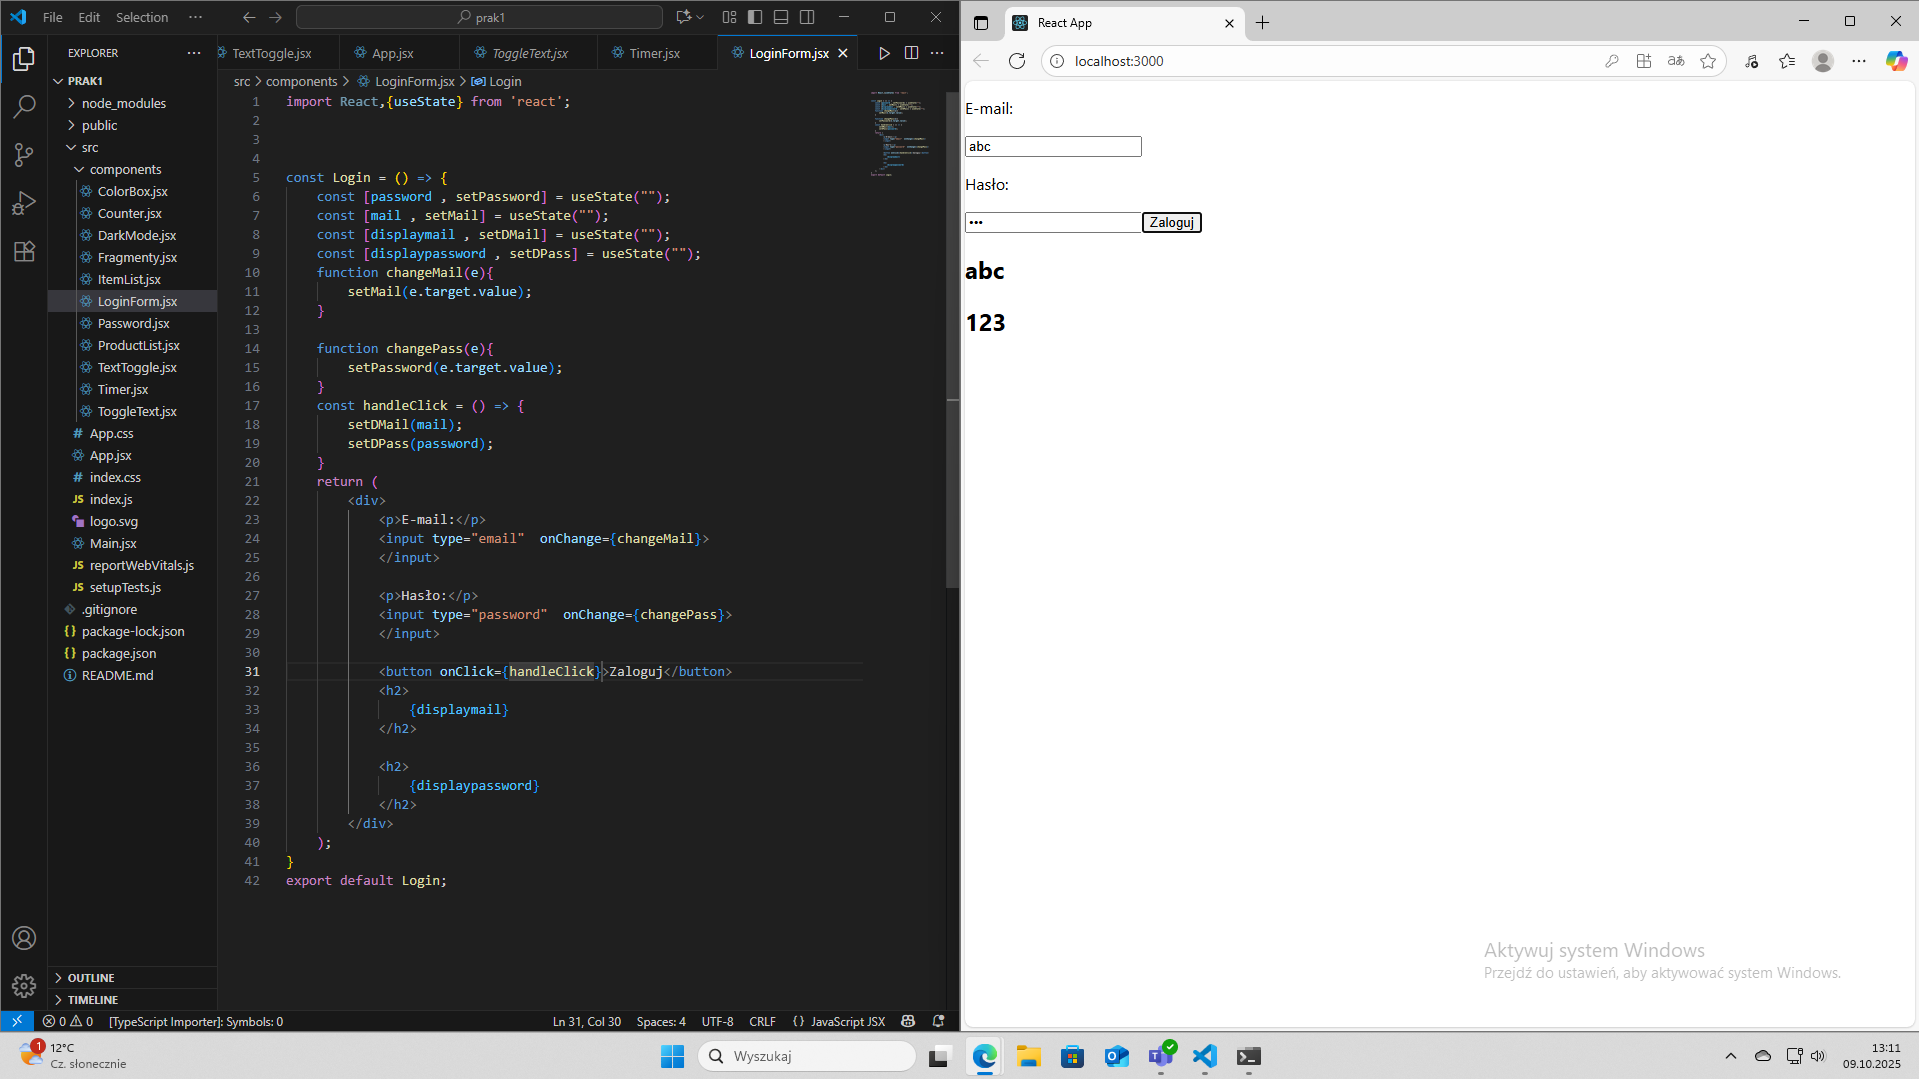 File Edit Selection ···
prak1
EXPLORER ···
PRAK1
node_modules
public
src
components
ColorBox.jsx
Counter.jsx
DarkMode.jsx
Fragmenty.jsx
ItemList.jsx
LoginForm.jsx
Password.jsx
ProductList.jsx
TextToggle.jsx
Timer.jsx
ToggleText.jsx
# App.css
App.jsx
# index.css
JS index.js
logo.svg
Main.jsx
JS reportWebVitals.js
JS setupTests.js
.gitignore
{} package-lock.json
{} package.json
README.md
OUTLINE
TIMELINE
TextToggle.jsx App.jsx ToggleText.jsx Timer.jsx LoginForm.jsx
src > components > LoginForm.jsx > Login
1 import React,{useState} from 'react';
2
3
4
5 const Login = () => {
6 const [password , setPassword] = useState("");
7 const [mail , setMail] = useState("");
8 const [displaymail , setDMail] = useState("");
9 const [displaypassword , setDPass] = useState("");
10 function changeMail(e){
11 setMail(e.target.value);
12 }
13
14 function changePass(e){
15 setPassword(e.target.value);
16 }
17 const handleClick = () => {
18 setDMail(mail);
19 setDPass(password);
20 }
21 return (
22 <div>
23 <p>E-mail:</p>
24 <input type="email"  onChange={changeMail}>
25 </input>
26
27 <p>Hasło:</p>
28 <input type="password"  onChange={changePass}>
29 </input>
30
31 <button onClick={handleClick}>Zaloguj</button>
32 <h2>
33 {displaymail}
34 </h2>
35
36 <h2>
37 {displaypassword}
38 </h2>
39 </div>
40 );
41 }
42 export default Login;
0 0 [TypeScript Importer]: Symbols: 0 Ln 31, Col 30 Spaces: 4 UTF-8 CRLF {} JavaScript JSX
React App
localhost:3000
E-mail:
abc
Hasło:
••• Zaloguj
abc
123
Aktywuj system Windows
Przejdź do ustawień, aby aktywować system Windows.
1
12°C
Cz. słonecznie
Wyszukaj
13:11
09.10.2025